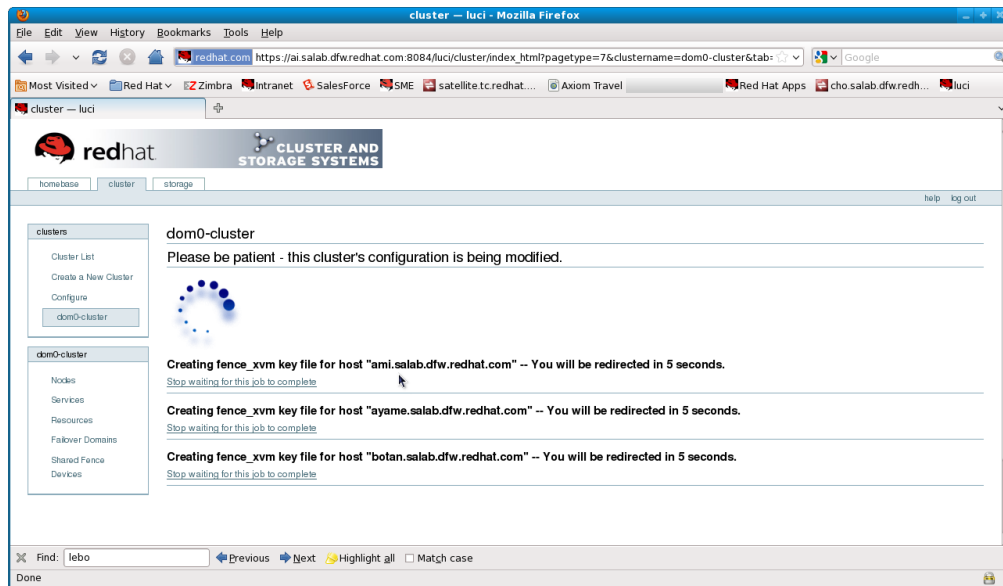 cluster — luci - Mozilla Firefox
File Edit View History Bookmarks Tools Help
redhat.com https://ai.salab.dfw.redhat.com:8084/luci/cluster/index_html?pagetype=7&clustername=dom0-cluster&tab= Google
Most Visited Red Hat Zimbra Intranet SalesForce SME satellite.tc.redhat.... Axiom Travel Red Hat Apps cho.salab.dfw.redh... luci
cluster — luci
redhat. CLUSTER AND
STORAGE SYSTEMS
homebase cluster storage
help log out
clusters
Cluster List
Create a New Cluster
Configure
dom0-cluster
dom0-cluster
Nodes
Services
Resources
Failover Domains
Shared Fence
Devices
dom0-cluster
Please be patient - this cluster's configuration is being modified.
Creating fence_xvm key file for host "ami.salab.dfw.redhat.com" -- You will be redirected in 5 seconds.
Stop waiting for this job to complete
Creating fence_xvm key file for host "ayame.salab.dfw.redhat.com" -- You will be redirected in 5 seconds.
Stop waiting for this job to complete
Creating fence_xvm key file for host "botan.salab.dfw.redhat.com" -- You will be redirected in 5 seconds.
Stop waiting for this job to complete
Find: lebo Previous Next Highlight all Match case
Done